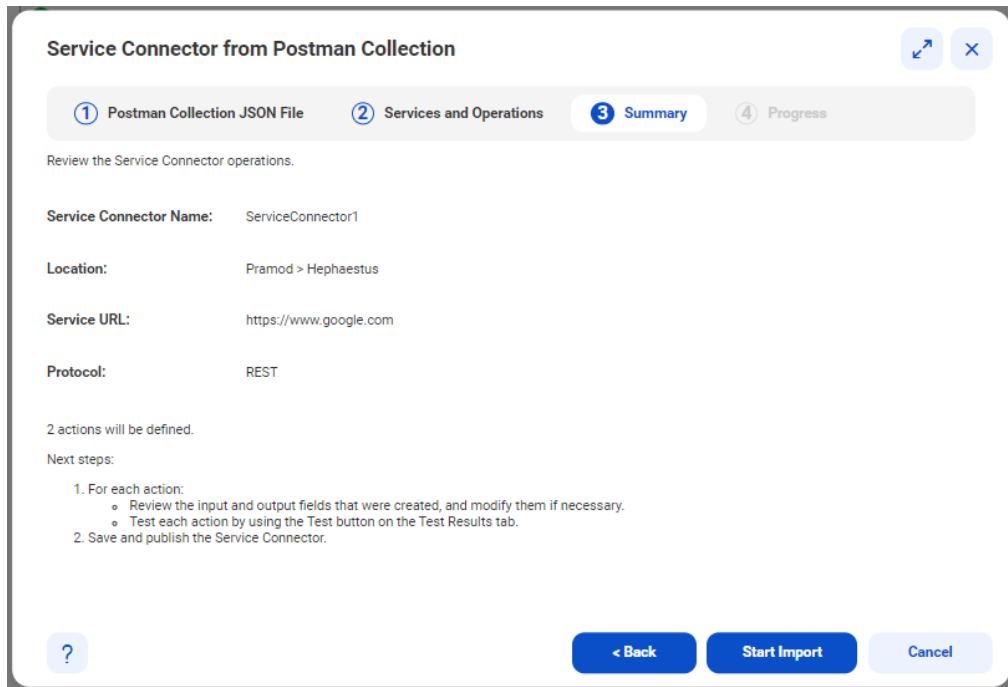 Service Connector from Postman Collection
1 Postman Collection JSON File 2 Services and Operations 3 Summary 4 Progress
Review the Service Connector operations.
Service Connector Name: ServiceConnector1
Location: Pramod > Hephaestus
Service URL: https://www.google.com
Protocol: REST
2 actions will be defined.
Next steps:
1. For each action:
Review the input and output fields that were created, and modify them if necessary.
Test each action by using the Test button on the Test Results tab.
2. Save and publish the Service Connector.
? < Back Start Import Cancel